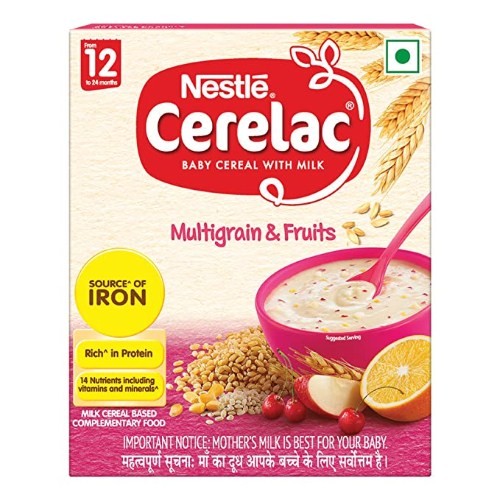 From
12
to 24 months
Nestlé®
Cerelac®
BABY CEREAL WITH MILK
Multigrain & Fruits
SOURCE^ OF
IRON
Suggested Serving
Rich^ in Protein
14 Nutrients including
vitamins and minerals^
MILK CEREAL BASED
COMPLEMENTARY FOOD
IMPORTANT NOTICE: MOTHER'S MILK IS BEST FOR YOUR BABY.
महत्वपूर्ण सूचना: माँ का दूध आपके बच्चे के लिए सर्वोत्तम है।